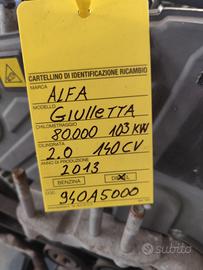 CARTELLINO DI IDENTIFICAZIONE RICAMBIO
MARCA
ALFA
MODELLO
GIULIETTA
CHILOMETRAGGIO
80.000 103 KW
CILINDRATA
2.0 140 CV
ANNO DI PRODUZIONE
2013
BENZINA DIESEL
940A5000
subito